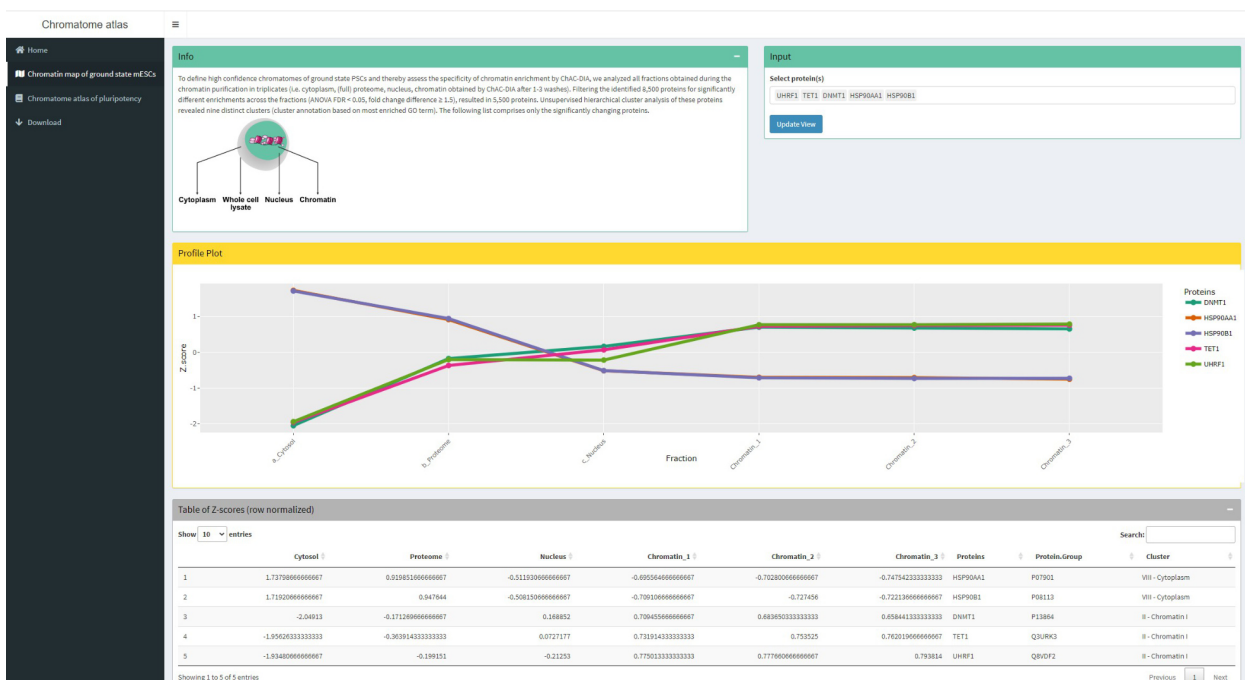 Chromatome atlas
Home
Chromatin map of ground state mESCs
Chromatome atlas of pluripotency
Download
Info
To define high confidence chromatomes of ground state PSCs and thereby assess the specificity of chromatin enrichment by ChAC-DIA, we analyzed all fractions obtained during the
chromatin purification in triplicates (i.e. cytoplasm, (full) proteome, nucleus, chromatin obtained by ChAC-DIA after 1-3 washes). Filtering the identified 8,500 proteins for significantly
different enrichments across the fractions (ANOVA FDR < 0.05, fold change difference ≥ 1.5), resulted in 5,500 proteins. Unsupervised hierarchical cluster analysis of these proteins
revealed nine distinct clusters (cluster annotation based on most enriched GO term). The following list comprises only the significantly changing proteins.
Cytoplasm Whole cell lysate Nucleus Chromatin
Input
Select protein(s)
UHRF1 TET1 DNMT1 HSP90AA1 HSP90B1
Update View
Profile Plot
Z.score
1
0
-1
-2
a_Cytosol
b_Proteome
c_Nucleus
Chromatin_1
Chromatin_2
Chromatin_3
Fraction
Proteins
DNMT1
HSP90AA1
HSP90B1
TET1
UHRF1
Table of Z-scores (row normalized)
Show 10 entries
Search:
Cytosol Proteome Nucleus Chromatin_1 Chromatin_2 Chromatin_3 Proteins Protein.Group Cluster
1 1.73798666666667 0.919851666666667 -0.511930666666667 -0.695564666666667 -0.702800666666667 -0.747542333333333 HSP90AA1 P07901 VIII - Cytoplasm
2 1.71920666666667 0.947644 -0.508150666666667 -0.709106666666667 -0.727456 -0.722136666666667 HSP90B1 P08113 VIII - Cytoplasm
3 -2.04913 -0.171269666666667 0.168852 0.709455666666667 0.683650333333333 0.658441333333333 DNMT1 P13864 II - Chromatin I
4 -1.95626333333333 -0.363914333333333 0.0727177 0.731914333333333 0.753525 0.762019666666667 TET1 Q3URK3 II - Chromatin I
5 -1.93480666666667 -0.199151 -0.21253 0.775013333333333 0.777660666666667 0.793814 UHRF1 Q8VDF2 II - Chromatin I
Showing 1 to 5 of 5 entries
Previous 1 Next